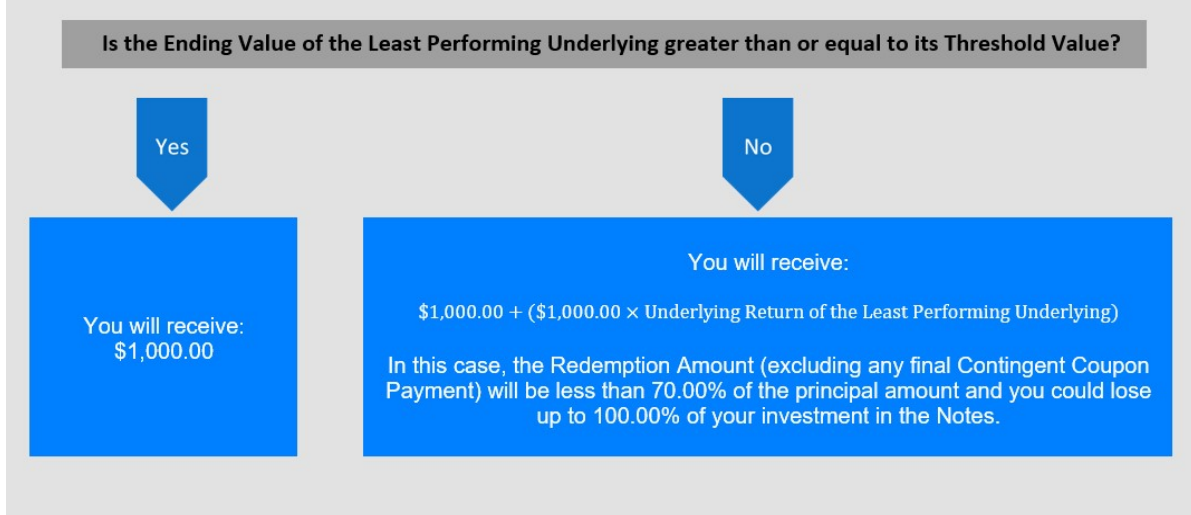 Is the Ending Value of the Least Performing Underlying greater than or equal to its Threshold Value?
Yes
No
You will receive:
$1,000.00
You will receive:
$1,000.00 + ($1,000.00 × Underlying Return of the Least Performing Underlying)
In this case, the Redemption Amount (excluding any final Contingent Coupon
Payment) will be less than 70.00% of the principal amount and you could lose
up to 100.00% of your investment in the Notes.